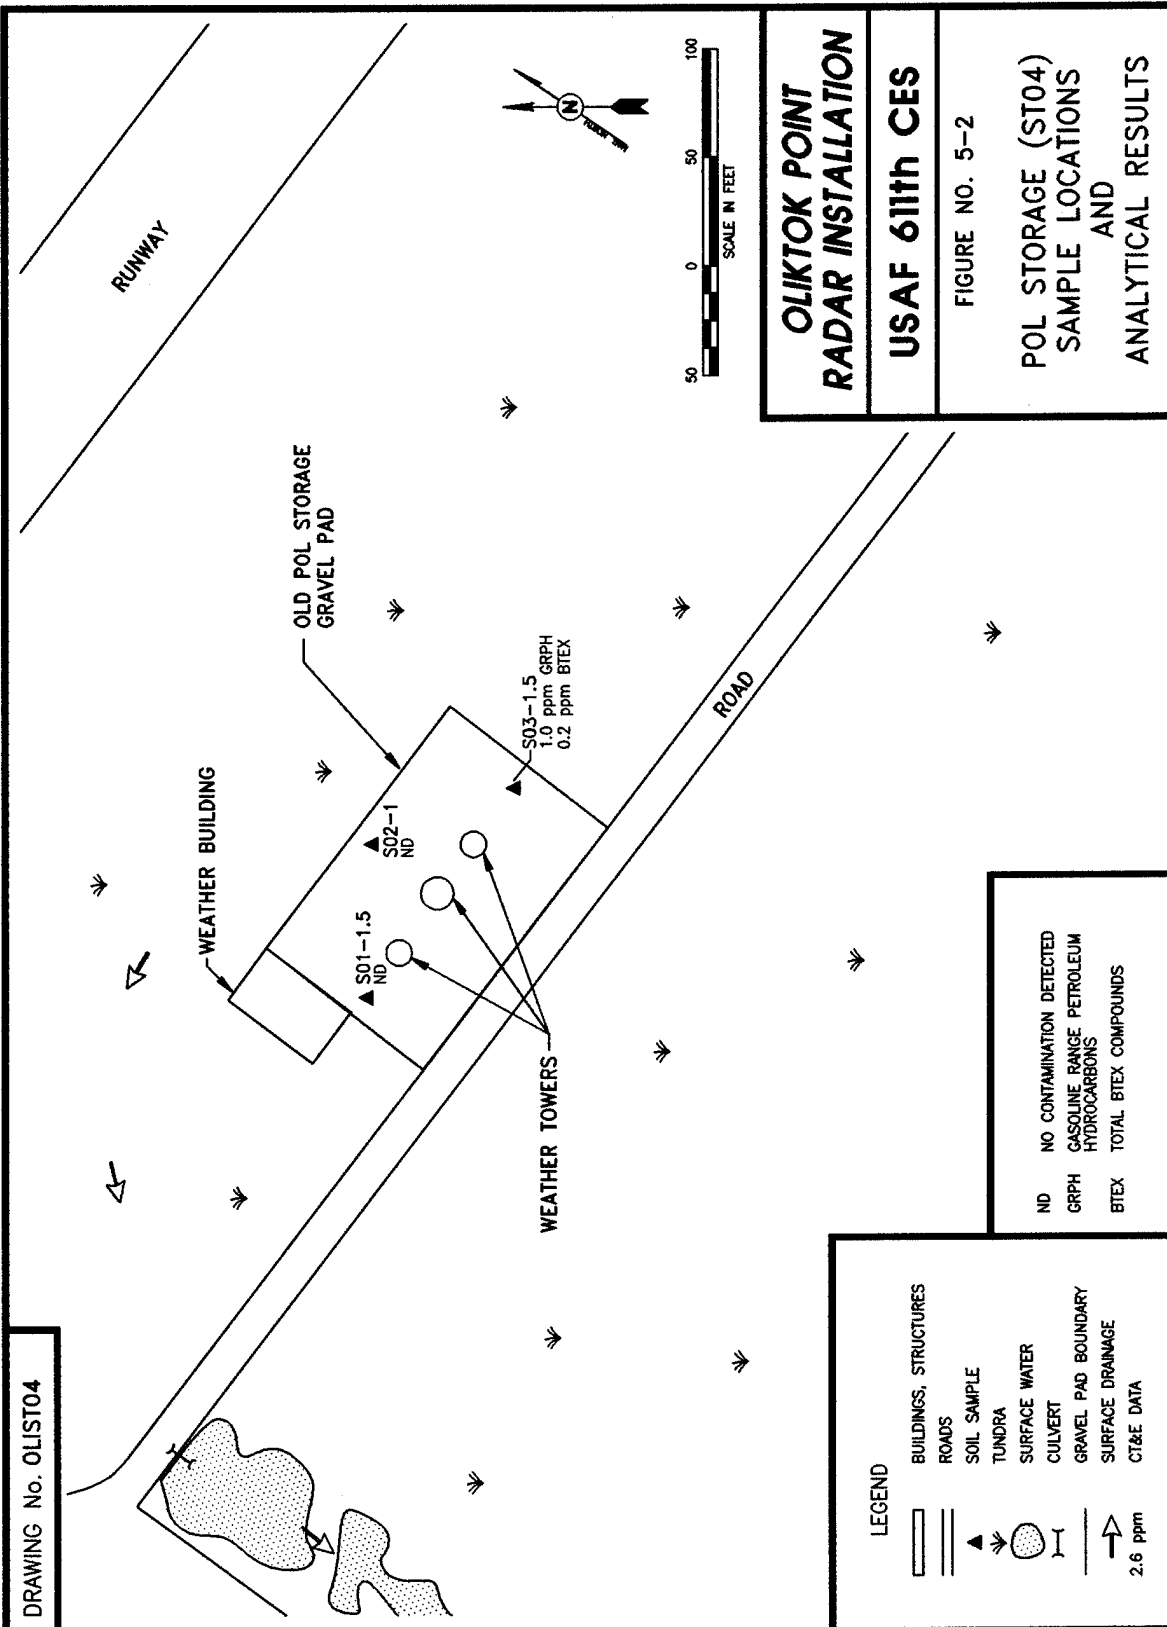 DRAWING No. OLIST04
RUNWAY
OLD POL STORAGE
GRAVEL PAD
WEATHER BUILDING
S01-1.5
ND
S02-1
ND
S03-1.5
1.0 ppm GRPH
0.2 ppm BTEX
WEATHER TOWERS
ROAD
N
50
0
50
100
SCALE IN FEET
LEGEND
BUILDINGS, STRUCTURES
ROADS
SOIL SAMPLE
TUNDRA
SURFACE WATER
CULVERT
GRAVEL PAD BOUNDARY
SURFACE DRAINAGE
2.6 ppm CT&E DATA
ND NO CONTAMINATION DETECTED
GRPH GASOLINE RANGE PETROLEUM
HYDROCARBONS
BTEX TOTAL BTEX COMPOUNDS
OLIKTOK POINT
RADAR INSTALLATION
USAF 611th CES
FIGURE NO. 5-2
POL STORAGE (ST04)
SAMPLE LOCATIONS
AND
ANALYTICAL RESULTS